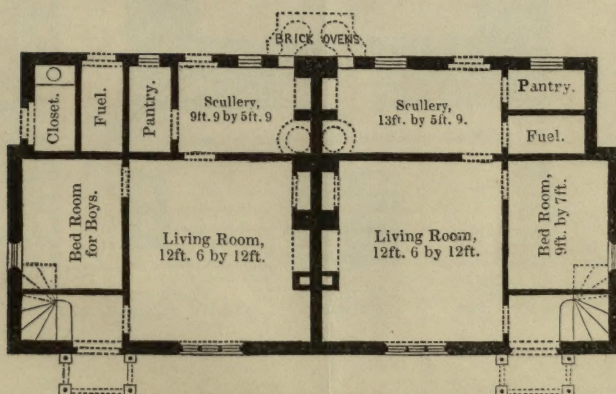 BRICK OVENS
Closet.
Fuel.
Pantry.
Scullery,
9ft. 9 by 5ft. 9
Scullery,
13ft. by 5ft. 9.
Pantry.
Fuel.
Bed Room
for Boys.
Living Room,
12ft. 6 by 12ft.
Living Room,
12ft. 6 by 12ft.
Bed Room,
9ft. by 7ft.